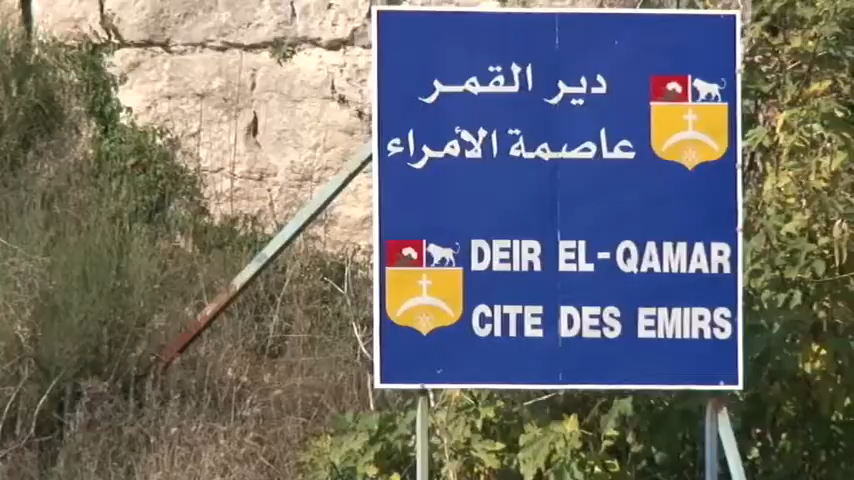 دير القمر
عاصمة الأمراء
DEIR EL-QAMAR
CITE DES EMIRS